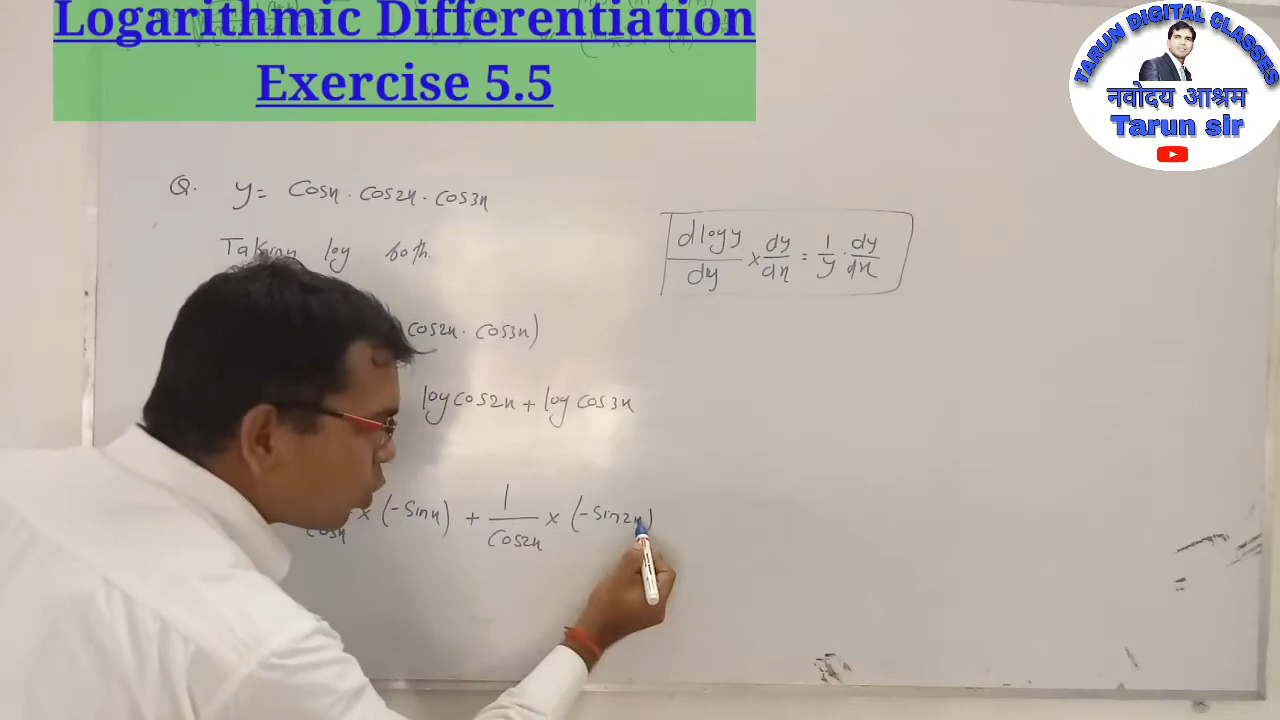 Logarithmic Differentiation
Exercise 5.5
TARUN DIGITAL CLASSES
नवोदय आश्रम
Tarun sir
Q. y = Cosx · Cos2x · Cos3x
Taking log both
cos2x · cos3x)
log cos2x + log cos3x
cosx × (-Sinx) + 1/Cos2x × (-Sin2x)
dlogy/dy × dy/dx = 1/y · dy/dx